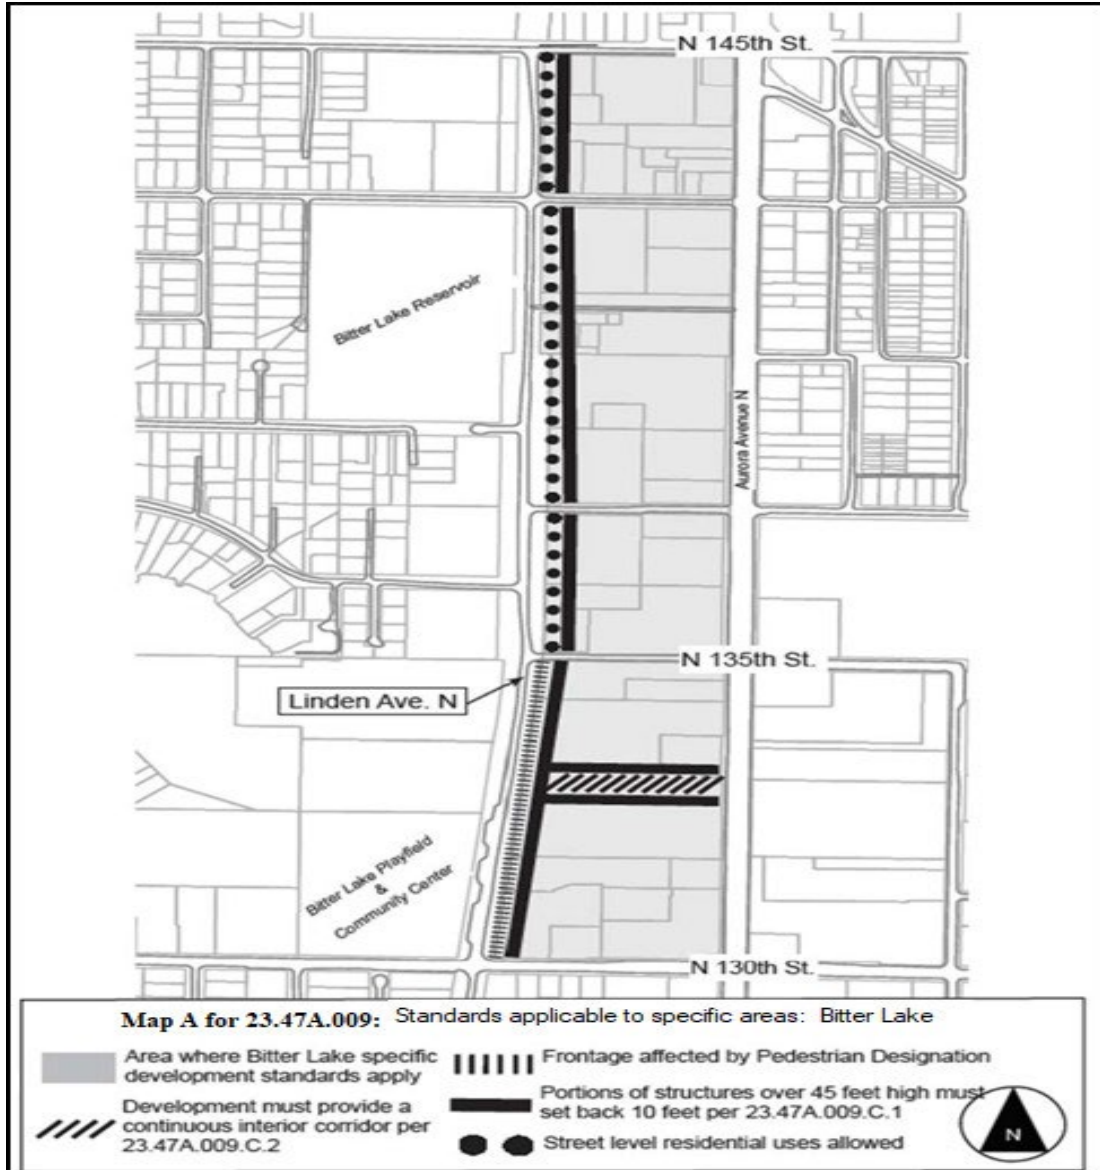 N 145th St.
Bitter Lake Reservoir
Aurora Avenue N
N 135th St.
Linden Ave. N
Bitter Lake Playfield
&
Community Center
N 130th St.
Map A for 23.47A.009: Standards applicable to specific areas: Bitter Lake
Area where Bitter Lake specific
development standards apply
Development must provide a
continuous interior corridor per
23.47A.009.C.2
Frontage affected by Pedestrian Designation
Portions of structures over 45 feet high must
set back 10 feet per 23.47A.009.C.1
Street level residential uses allowed
N